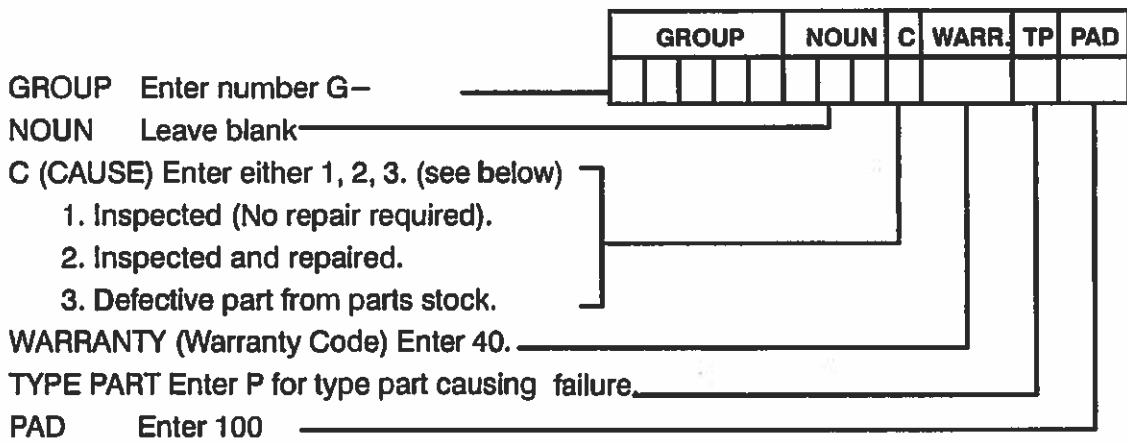 GROUP NOUN C WARR. TP PAD
GROUP Enter number G–
NOUN Leave blank
C (CAUSE) Enter either 1, 2, 3. (see below)
1. Inspected (No repair required).
2. Inspected and repaired.
3. Defective part from parts stock.
WARRANTY (Warranty Code) Enter 40.
TYPE PART Enter P for type part causing failure.
PAD Enter 100